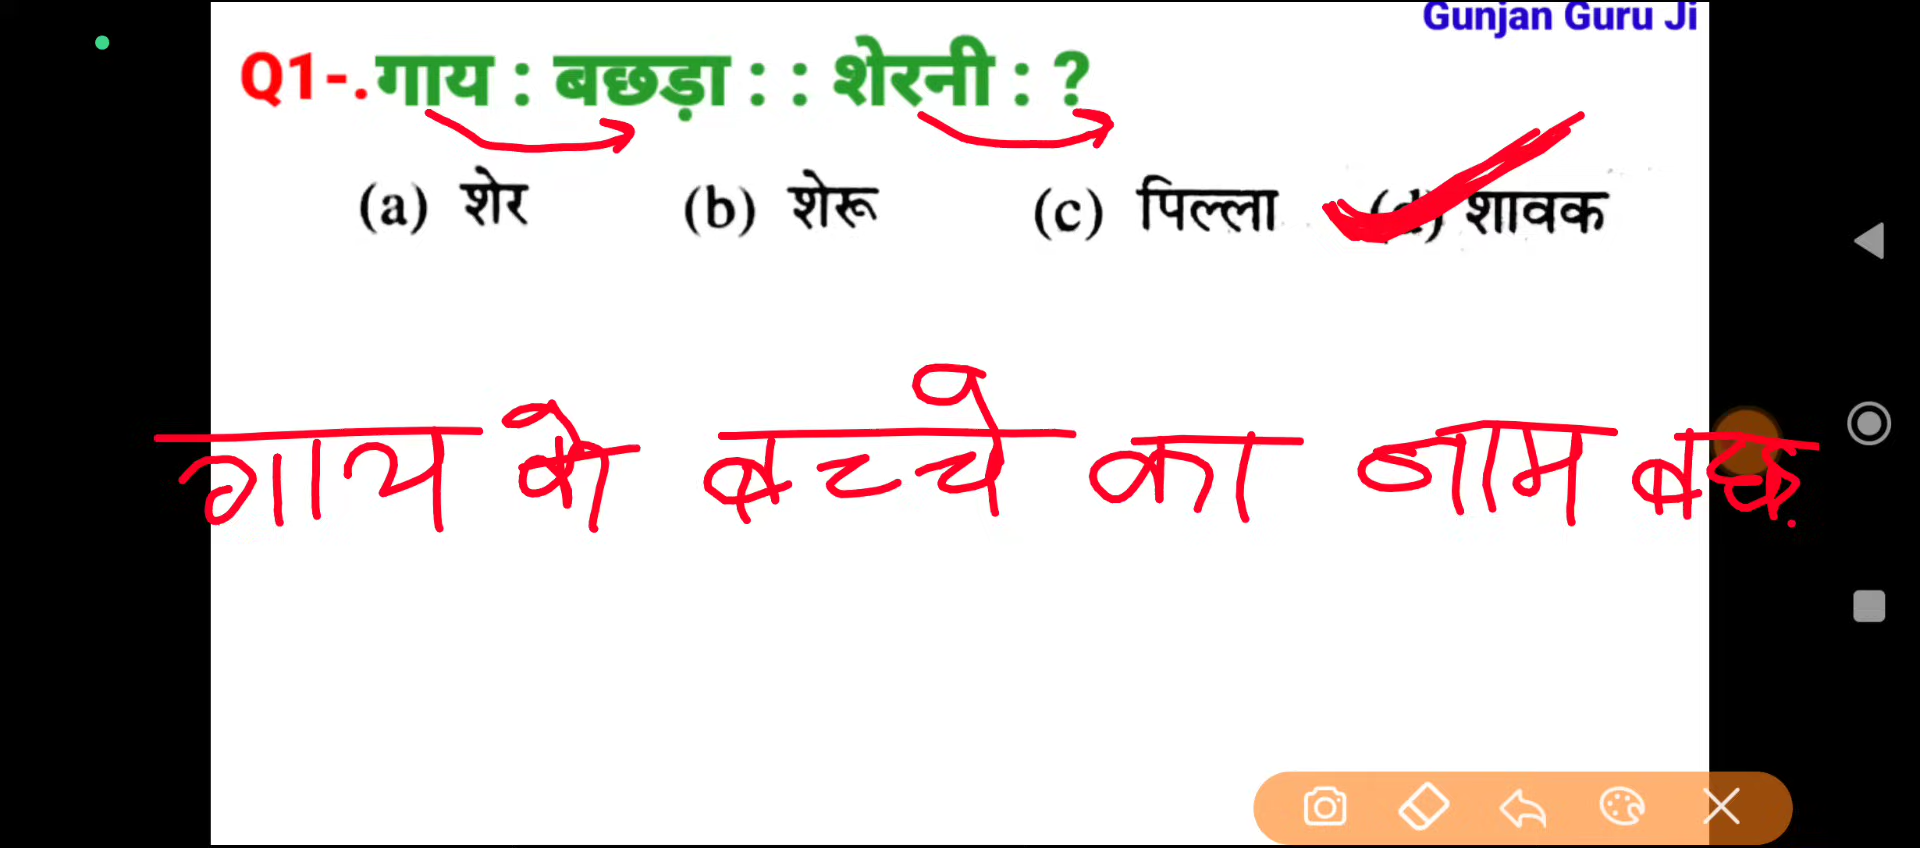 Gunjan Guru Ji
Q1-.गाय : बछड़ा : : शेरनी : ?
(a) शेर (b) शेरू (c) पिल्ला (d) शावक
गाय के बच्चे का नाम